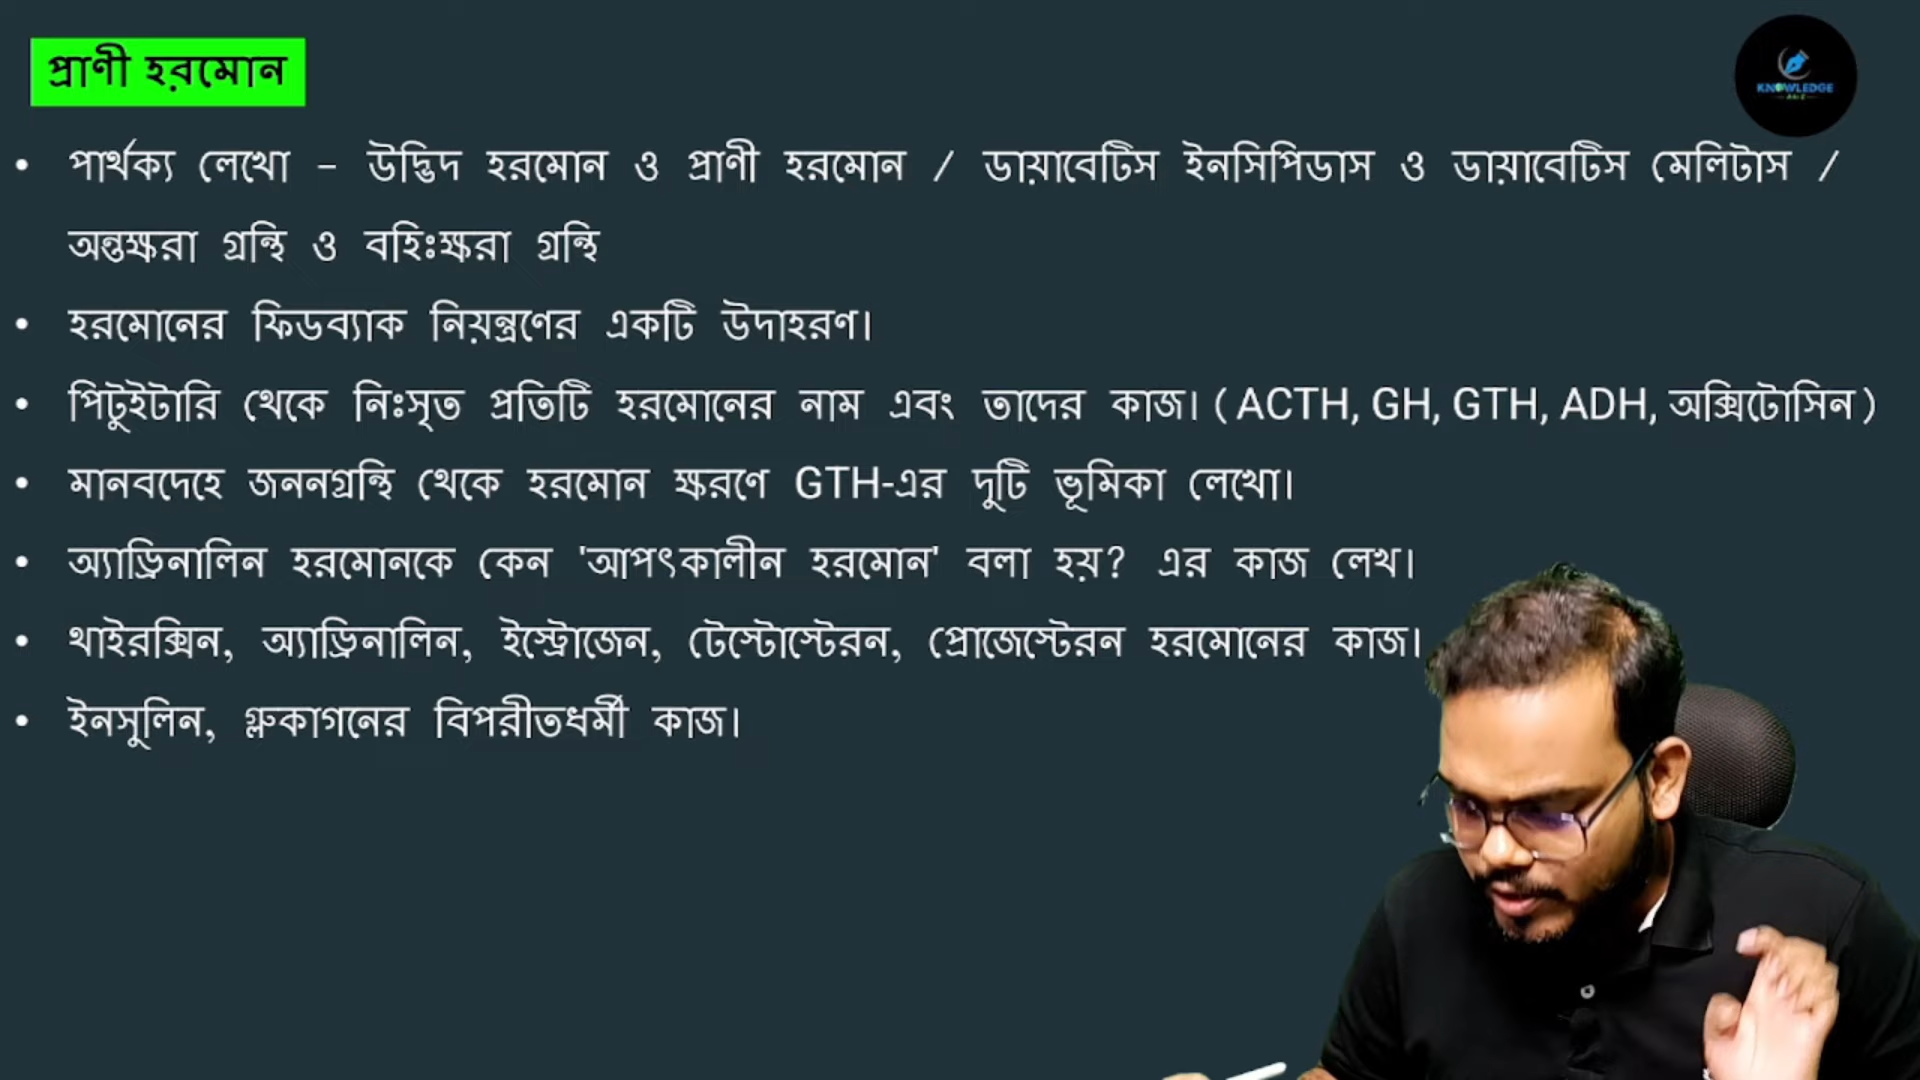 প্রাণী হরমোন
KNOWLEDGE
• পার্থক্য লেখো – উদ্ভিদ হরমোন ও প্রাণী হরমোন / ডায়াবেটিস ইনসিপিডাস ও ডায়াবেটিস মেলিটাস /
অন্তক্ষরা গ্রন্থি ও বহিঃক্ষরা গ্রন্থি
• হরমোনের ফিডব্যাক নিয়ন্ত্রণের একটি উদাহরণ।
• পিটুইটারি থেকে নিঃসৃত প্রতিটি হরমোনের নাম এবং তাদের কাজ। ( ACTH, GH, GTH, ADH, অক্সিটোসিন )
• মানবদেহে জননগ্রন্থি থেকে হরমোন ক্ষরণে GTH-এর দুটি ভূমিকা লেখো।
• অ্যাড্রিনালিন হরমোনকে কেন 'আপৎকালীন হরমোন' বলা হয়? এর কাজ লেখ।
• থাইরক্সিন, অ্যাড্রিনালিন, ইস্ট্রোজেন, টেস্টোস্টেরন, প্রোজেস্টেরন হরমোনের কাজ।
• ইনসুলিন, গ্লুকাগনের বিপরীতধর্মী কাজ।